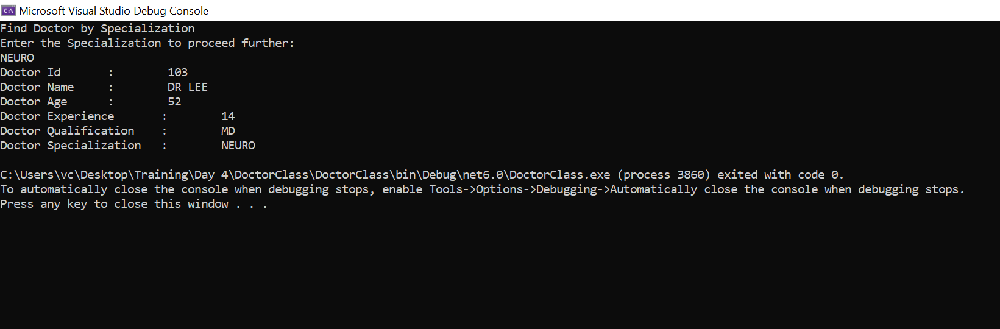 Microsoft Visual Studio Debug Console
Find Doctor by Specialization
Enter the Specialization to proceed further:
NEURO
Doctor Id       :        103
Doctor Name     :        DR LEE
Doctor Age      :        52
Doctor Experience       :        14
Doctor Qualification    :        MD
Doctor Specialization   :        NEURO
C:\Users\vc\Desktop\Training\Day 4\DoctorClass\DoctorClass\bin\Debug\net6.0\DoctorClass.exe (process 3860) exited with code 0.
To automatically close the console when debugging stops, enable Tools->Options->Debugging->Automatically close the console when debugging stops.
Press any key to close this window . . .